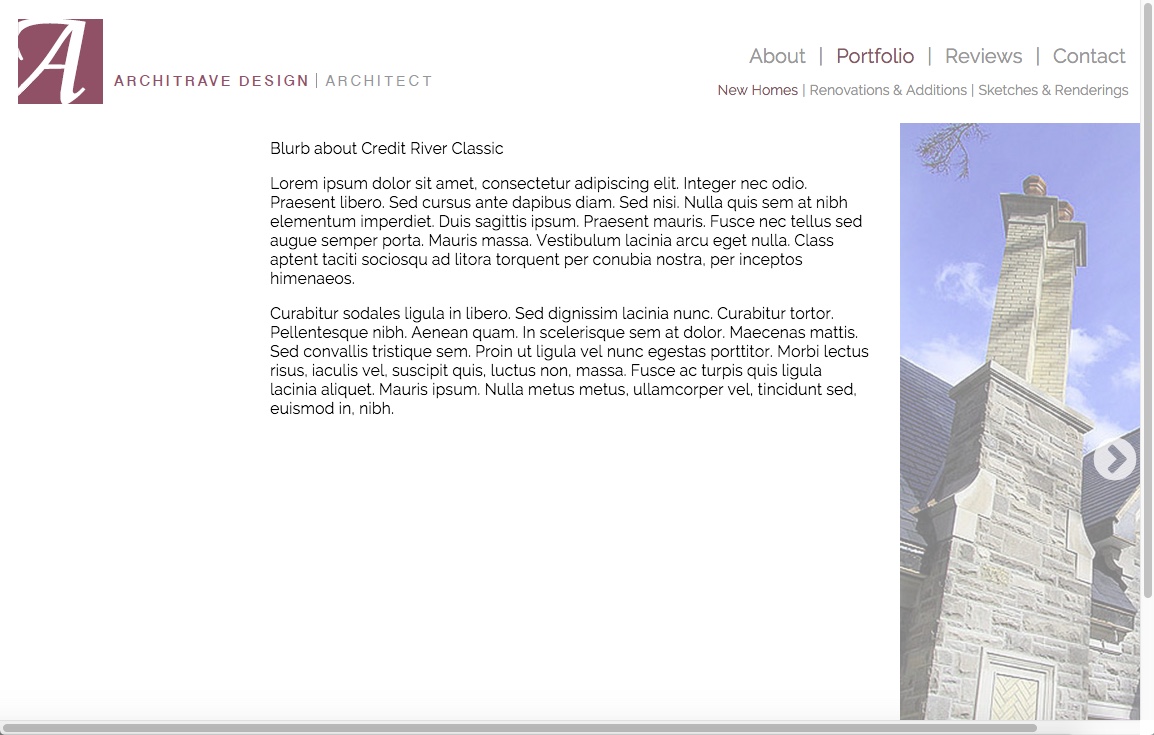 A
ARCHITRAVE DESIGN | ARCHITECT
About | Portfolio | Reviews | Contact
New Homes | Renovations & Additions | Sketches & Renderings
Blurb about Credit River Classic
Lorem ipsum dolor sit amet, consectetur adipiscing elit. Integer nec odio.
Praesent libero. Sed cursus ante dapibus diam. Sed nisi. Nulla quis sem at nibh
elementum imperdiet. Duis sagittis ipsum. Praesent mauris. Fusce nec tellus sed
augue semper porta. Mauris massa. Vestibulum lacinia arcu eget nulla. Class
aptent taciti sociosqu ad litora torquent per conubia nostra, per inceptos
himenaeos.
Curabitur sodales ligula in libero. Sed dignissim lacinia nunc. Curabitur tortor.
Pellentesque nibh. Aenean quam. In scelerisque sem at dolor. Maecenas mattis.
Sed convallis tristique sem. Proin ut ligula vel nunc egestas porttitor. Morbi lectus
risus, iaculis vel, suscipit quis, luctus non, massa. Fusce ac turpis quis ligula
lacinia aliquet. Mauris ipsum. Nulla metus metus, ullamcorper vel, tincidunt sed,
euismod in, nibh.